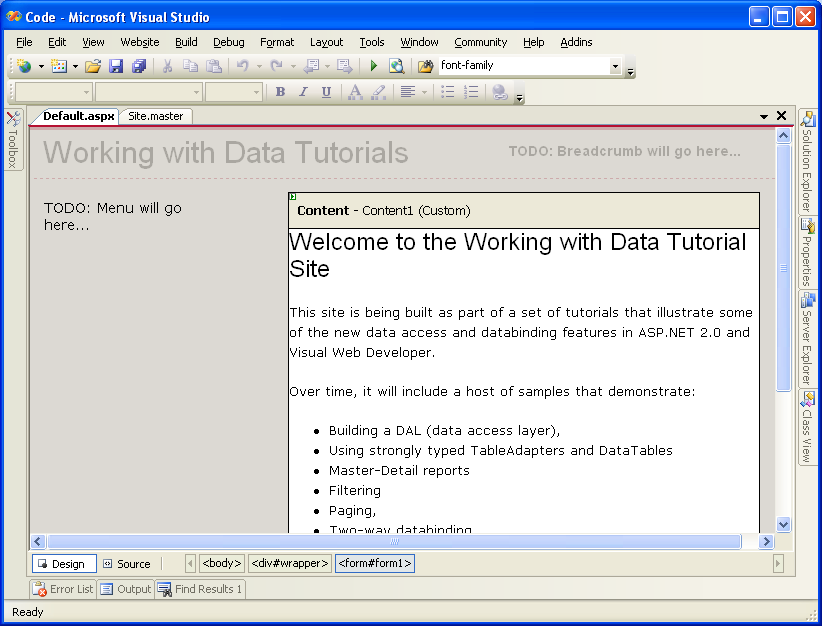 Code - Microsoft Visual Studio
File Edit View Website Build Debug Format Layout Tools Window Community Help Addins
font-family
B I U A
Default.aspx Site.master
Toolbox
Working with Data Tutorials
TODO: Breadcrumb will go here...
TODO: Menu will go
here...
Content - Content1 (Custom)
Welcome to the Working with Data Tutorial
Site
This site is being built as part of a set of tutorials that illustrate some
of the new data access and databinding features in ASP.NET 2.0 and
Visual Web Developer.
Over time, it will include a host of samples that demonstrate:
• Building a DAL (data access layer),
• Using strongly typed TableAdapters and DataTables
• Master-Detail reports
• Filtering
• Paging,
• Two-way databinding
Solution Explorer
Properties
Server Explorer
Class View
Design Source <body> <div#wrapper> <form#form1>
Error List Output Find Results 1
Ready